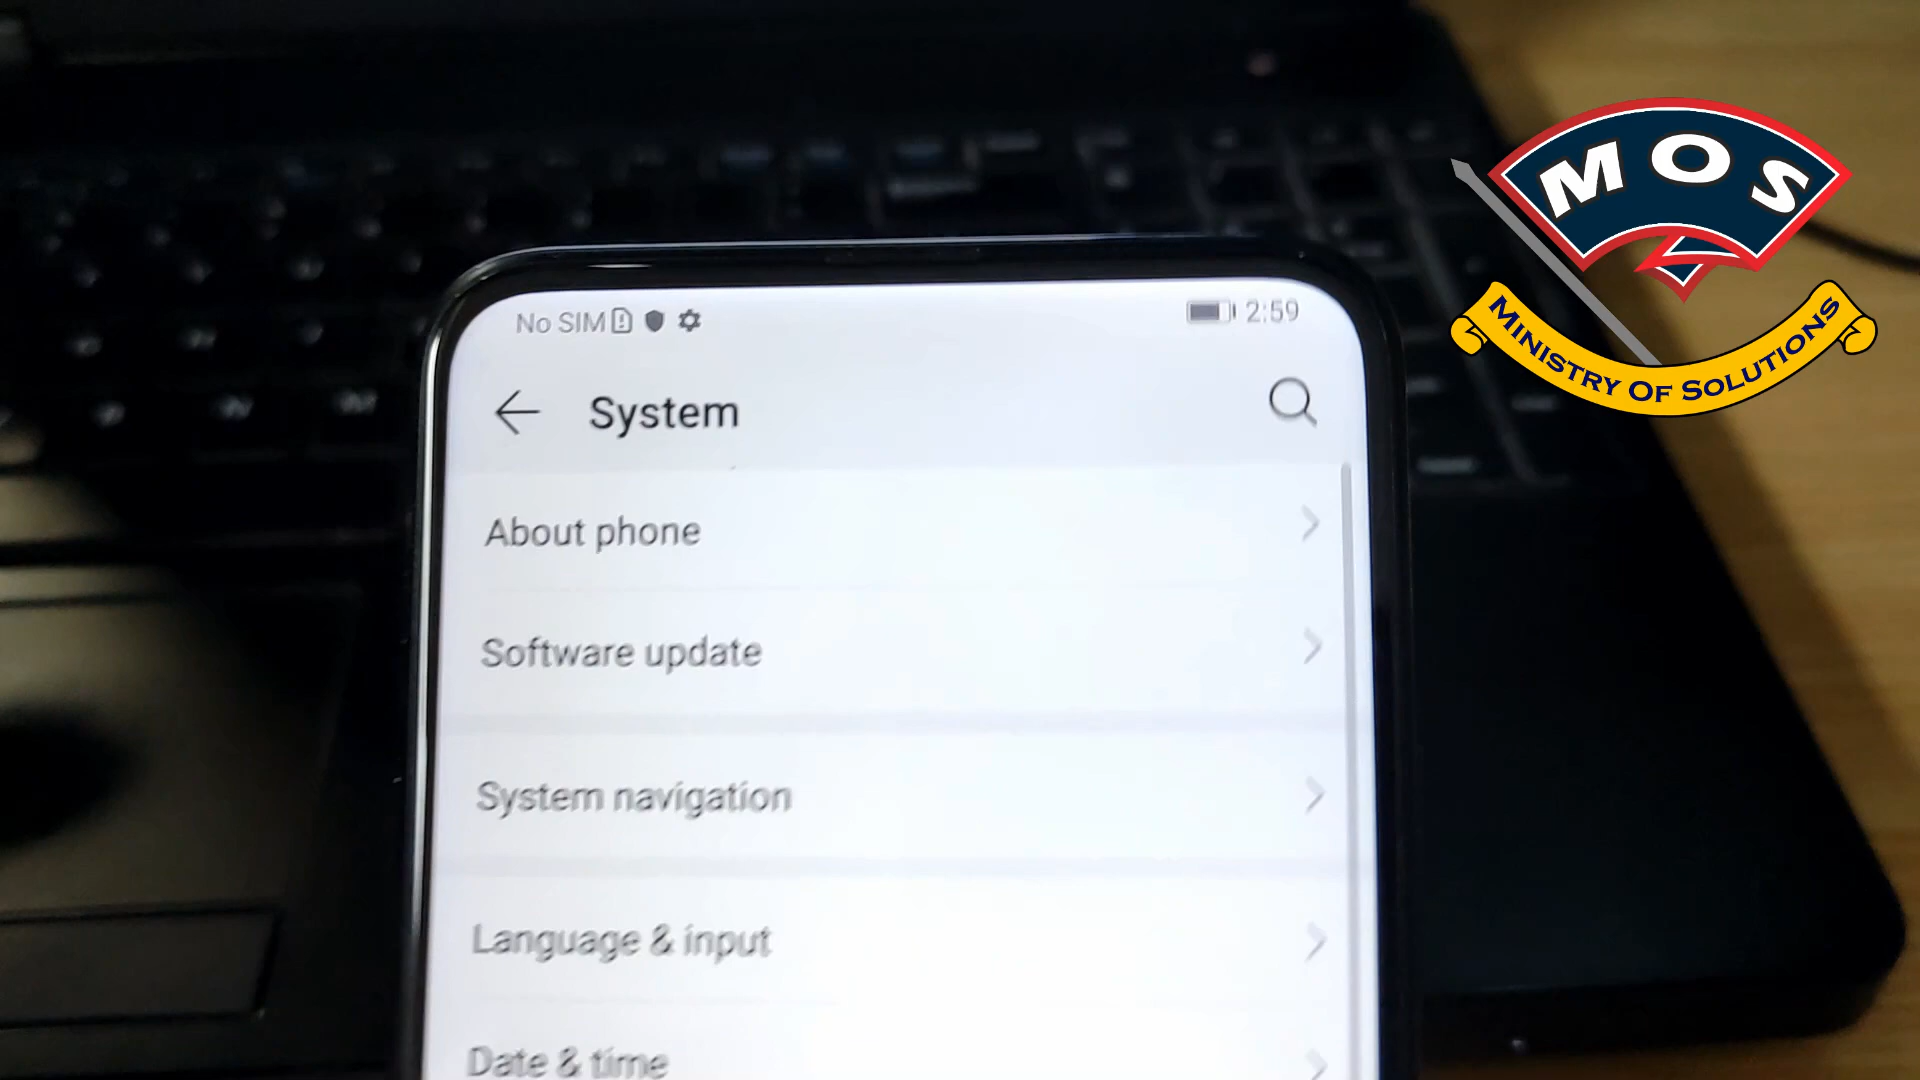 No SIM
2:59
System
About phone
Software update
System navigation
Language & input
Date & time
MOS
MINISTRY OF SOLUTIONS